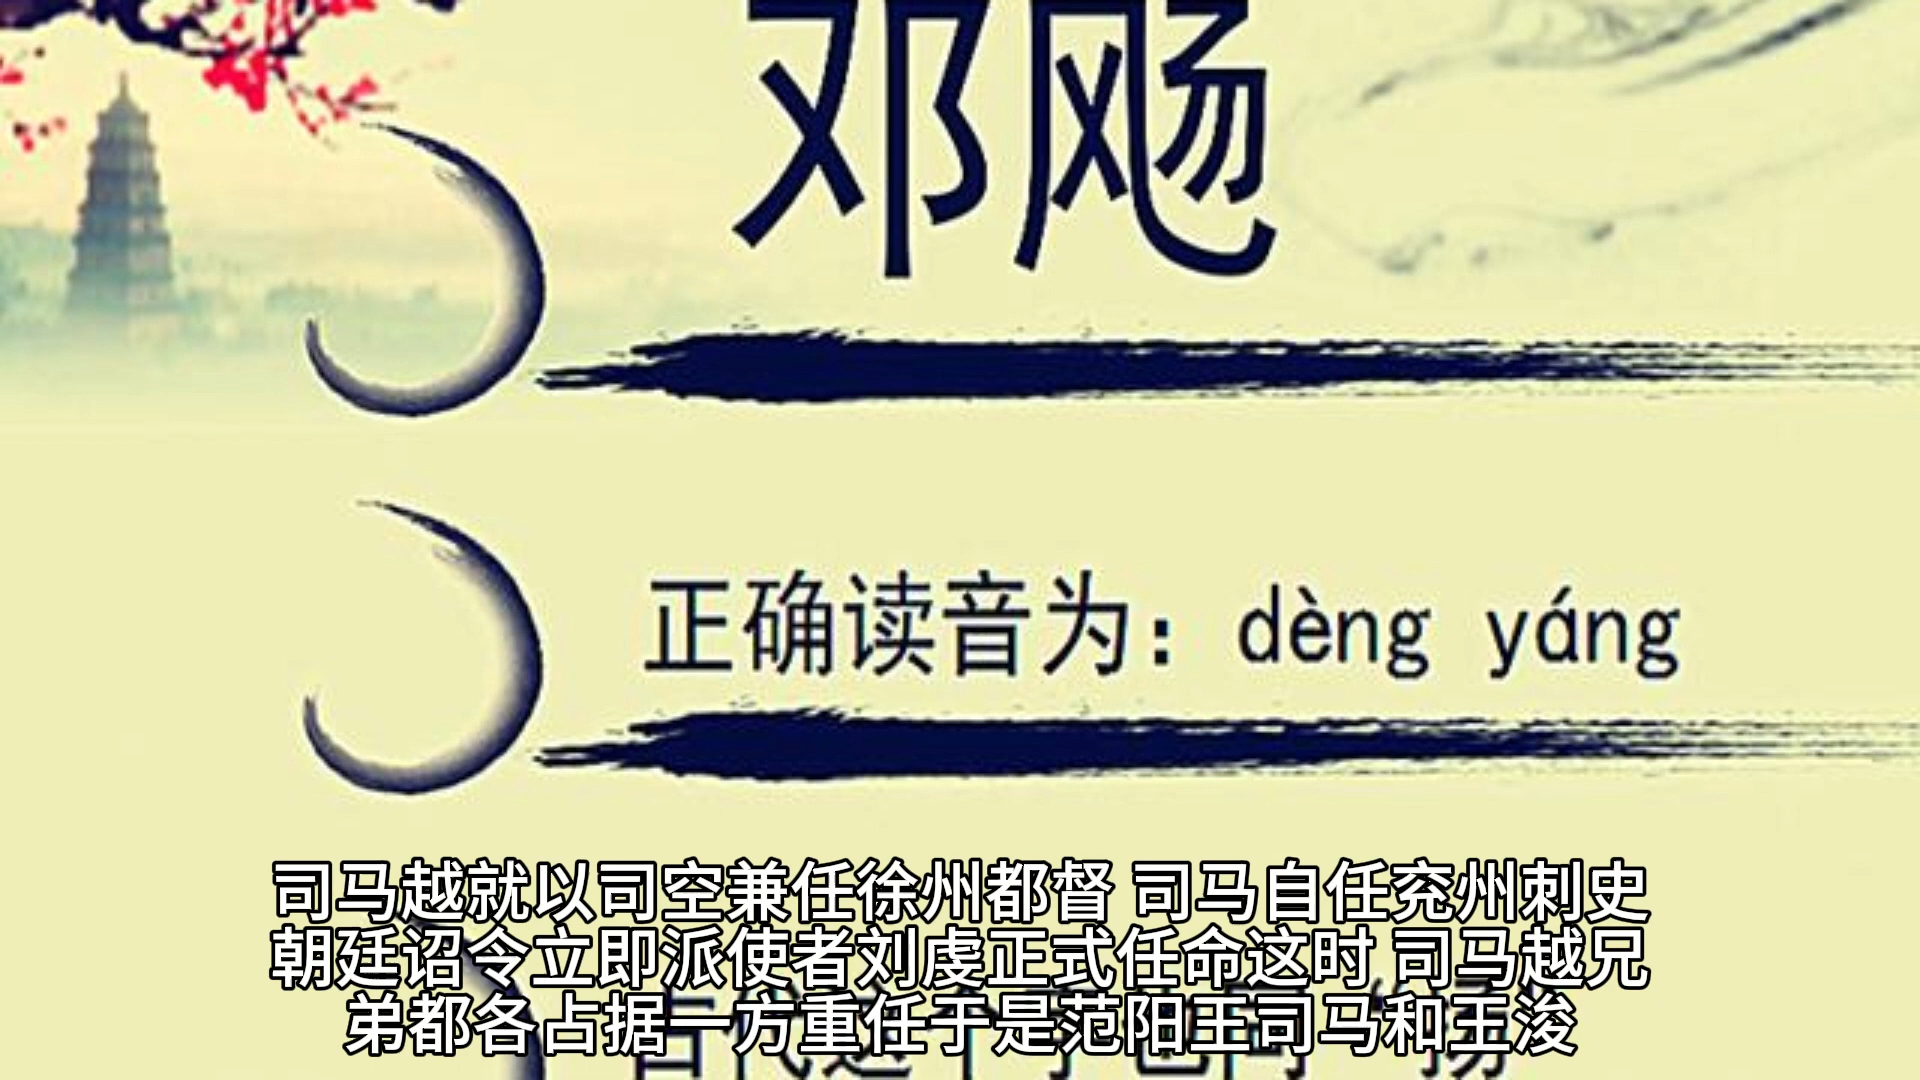 邓飏
正确读音为：dèng yáng
司马越就以司空兼任徐州都督 司马自任兖州刺史
朝廷诏令立即派使者刘虔正式任命这时 司马越兄
弟都各占据一方重任于是范阳王司马和王浚